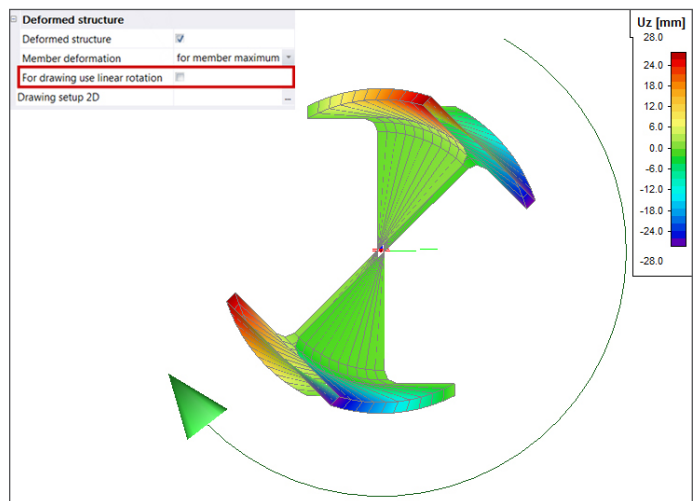 Deformed structure
Deformed structure
Member deformation for member maximum
For drawing use linear rotation
Drawing setup 2D ...
Uz [mm]
28.0
24.0
18.0
12.0
6.0
0.0
-6.0
-12.0
-18.0
-24.0
-28.0